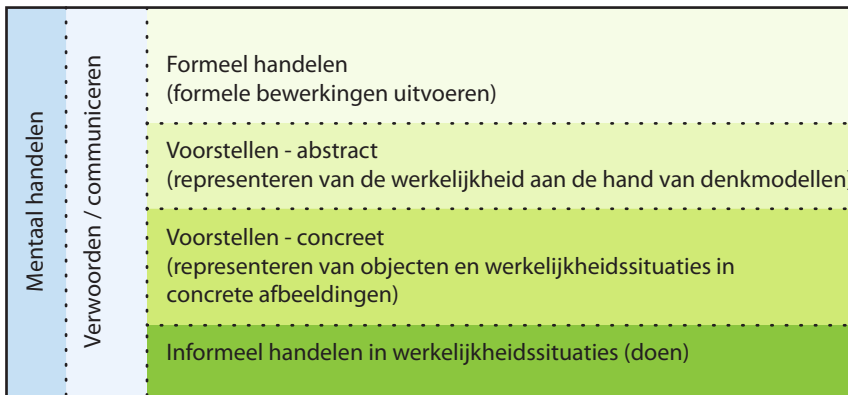 Mentaal handelen
Verwoorden / communiceren
Formeel handelen
(formele bewerkingen uitvoeren)
Voorstellen - abstract
(representeren van de werkelijkheid aan de hand van denkmodellen)
Voorstellen - concreet
(representeren van objecten en werkelijkheidssituaties in
concrete afbeeldingen)
Informeel handelen in werkelijkheidssituaties (doen)